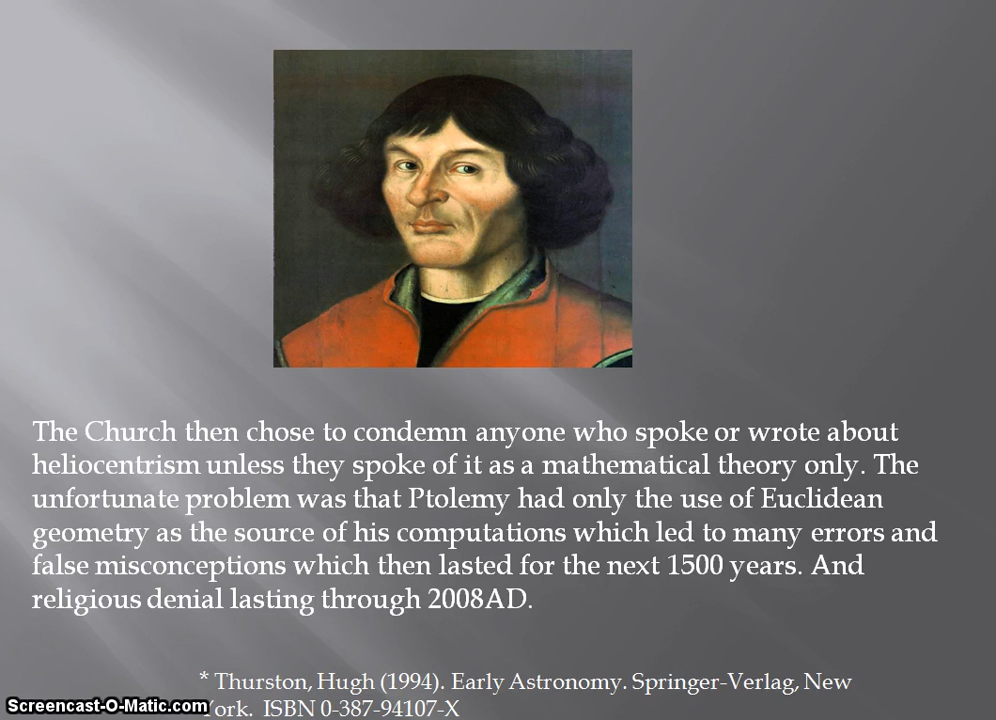 The Church then chose to condemn anyone who spoke or wrote about
heliocentrism unless they spoke of it as a mathematical theory only. The
unfortunate problem was that Ptolemy had only the use of Euclidean
geometry as the source of his computations which led to many errors and
false misconceptions which then lasted for the next 1500 years. And
religious denial lasting through 2008AD.
* Thurston, Hugh (1994). Early Astronomy. Springer-Verlag, New
York. ISBN 0-387-94107-X
Screencast-O-Matic.com